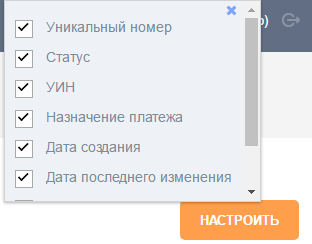 Уникальный номер
Статус
УИН
Назначение платежа
Дата создания
Дата последнего изменения
НАСТРОИТЬ